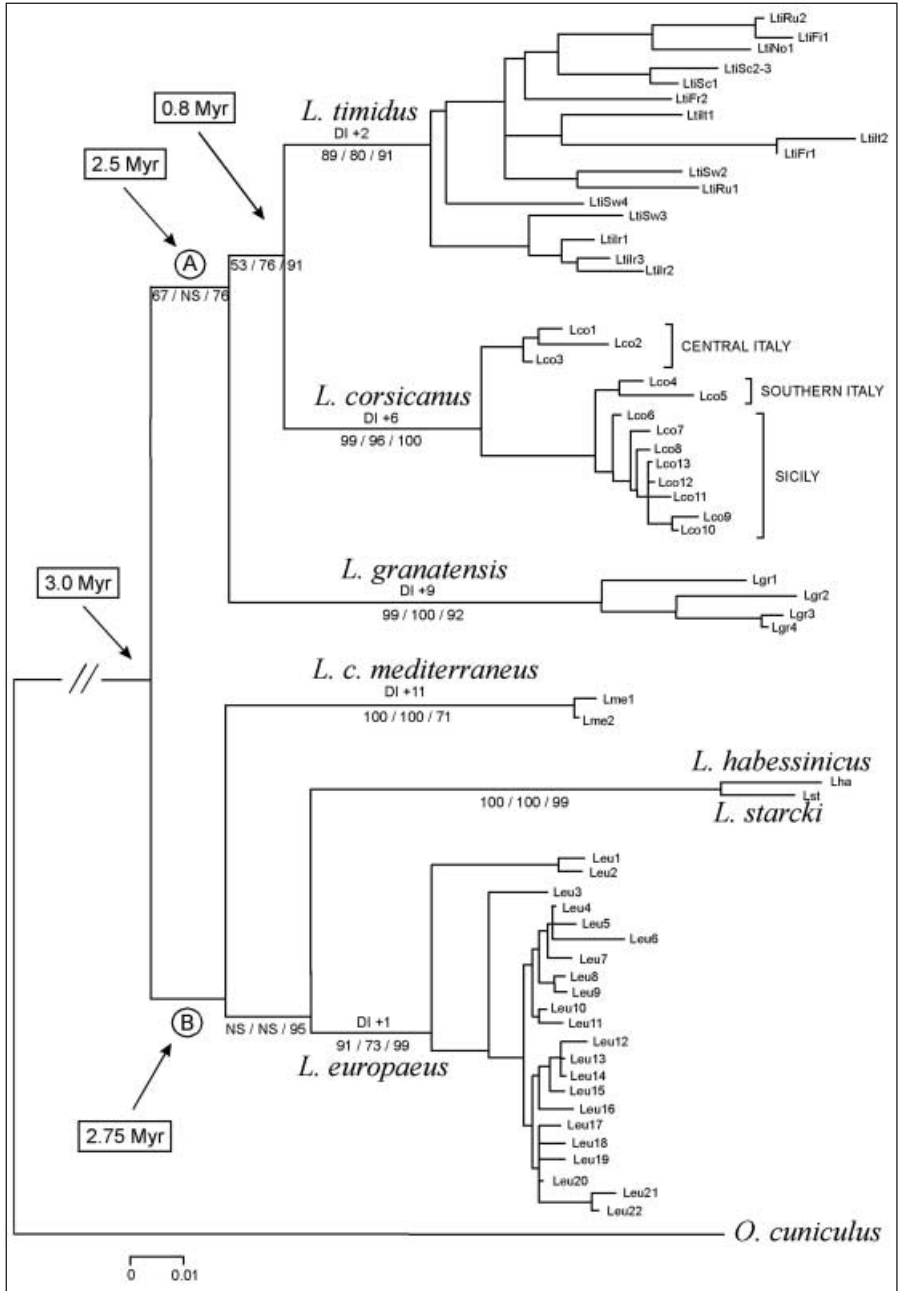 LtiRu2
LtiFi1
LtiNo1
LtiSc2-3
LtiSc1
LtiFr2
LtiIt1
LtiIt2
LtiFr1
LtiSw2
LtiRu1
LtiSw4
LtiSw3
LtiIr1
LtiIr3
LtiIr2
0.8 Myr
L. timidus
DI +2
89 / 80 / 91
2.5 Myr
A
53 / 76 / 91
67 / NS / 76
Lco1
Lco2
Lco3
CENTRAL ITALY
L. corsicanus
DI +6
99 / 96 / 100
Lco4
Lco5
SOUTHERN ITALY
Lco6
Lco7
Lco8
Lco13
Lco12
Lco11
Lco9
Lco10
SICILY
L. granatensis
DI +9
99 / 100 / 92
Lgr1
Lgr2
Lgr3
Lgr4
3.0 Myr
L. c. mediterraneus
DI +11
100 / 100 / 71
Lme1
Lme2
L. habessinicus
Lha
100 / 100 / 99
Lst
L. starcki
Leu1
Leu2
Leu3
Leu4
Leu5
Leu6
Leu7
Leu8
Leu9
Leu10
Leu11
B
NS / NS / 95
DI +1
91 / 73 / 99
L. europaeus
Leu12
Leu13
Leu14
Leu15
Leu16
Leu17
Leu18
Leu19
Leu20
Leu21
Leu22
2.75 Myr
O. cuniculus
0 0.01